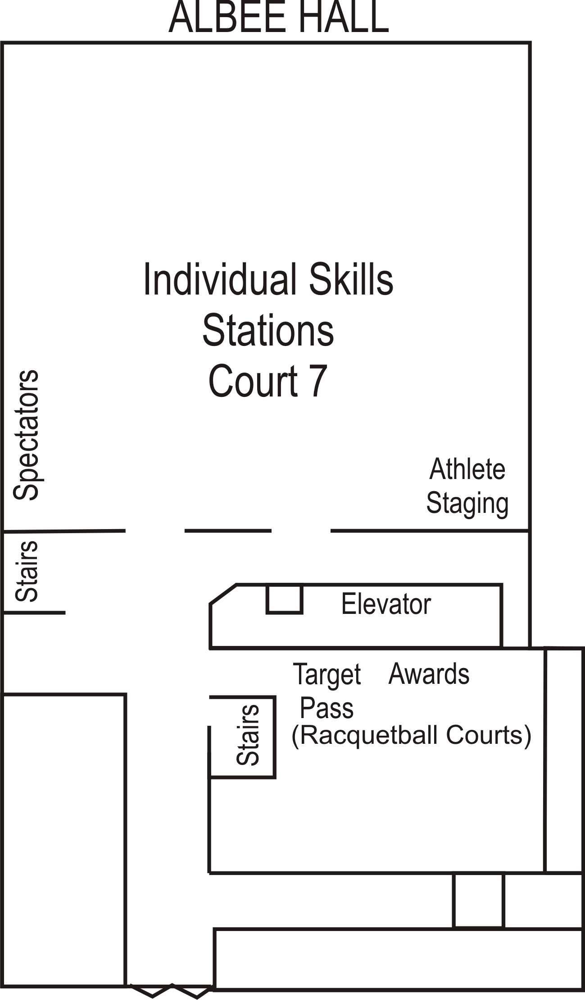 ALBEE HALL
Individual Skills
Stations
Court 7
Spectators
Athlete
Staging
Stairs
Elevator
Target Awards
Pass
(Racquetball Courts)
Stairs